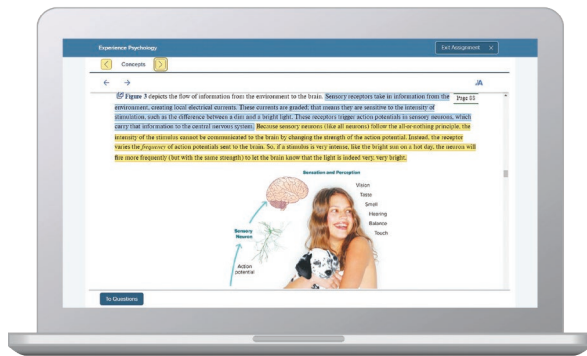 Experience Psychology
Exit Assignment X
Concepts
Figure 3 depicts the flow of information from the environment to the brain. Sensory receptors take in information from the
Page 81
environment, creating local electrical currents. These currents are graded; that means they are sensitive to the intensity of
stimulation, such as the difference between a dim and a bright light. These receptors trigger action potentials in sensory neurons, which
carry that information to the central nervous system. Because sensory neurons (like all neurons) follow the all-or-nothing principle, the
intensity of the stimulus cannot be communicated to the brain by changing the strength of the action potential. Instead, the receptor
varies the frequency of action potentials sent to the brain. So, if a stimulus is very intense, like the bright sun on a hot day, the neuron will
fire more frequently (but with the same strength) to let the brain know that the light is indeed very, very bright.
Sensation and Perception
Vision
Taste
Smell
Hearing
Balance
Touch
Sensory
Neuron
Action
potential
To Questions